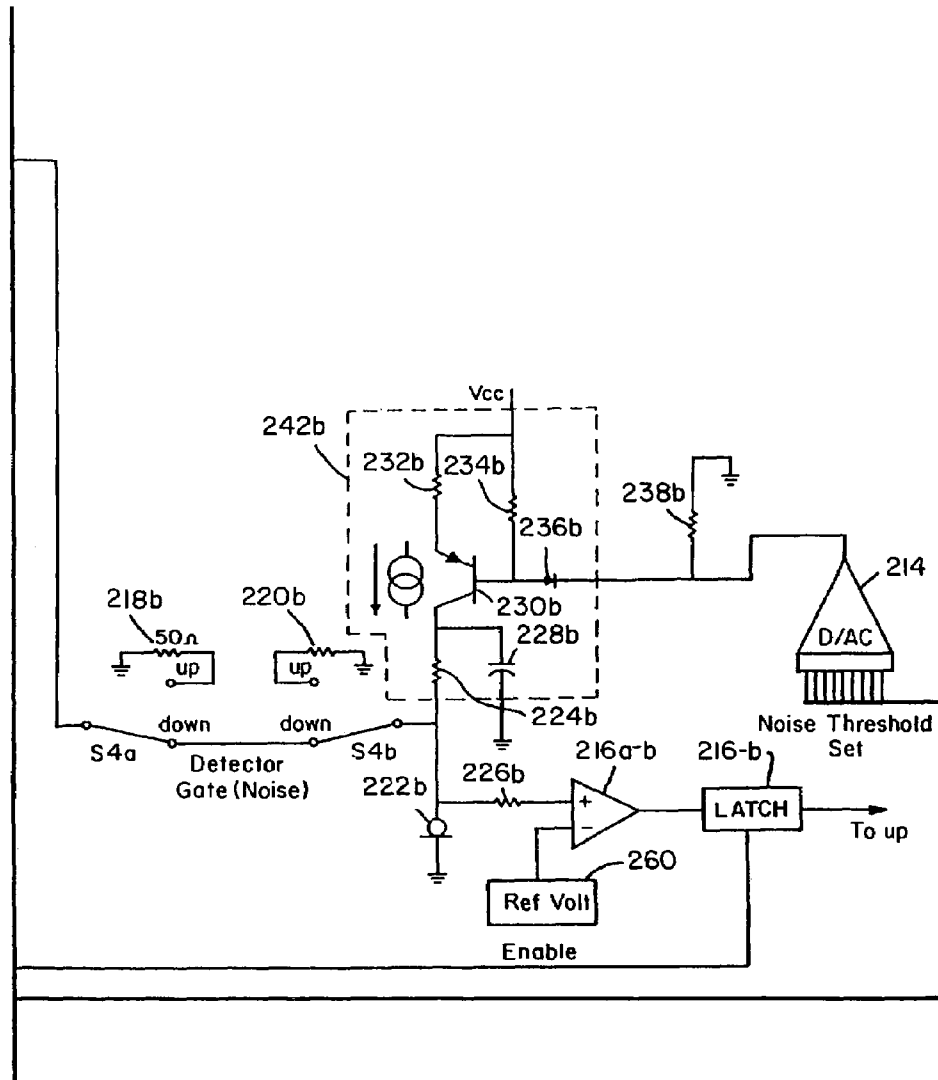 Vcc
242b
232b
234b
236b
238b
214
230b
218b
50Ω
up
220b
up
228b
D/AC
224b
Noise Threshold
Set
S4a
down
down
S4b
Detector
Gate (Noise)
222b
226b
216a-b
216-b
+
−
LATCH
To up
260
Ref Volt
Enable